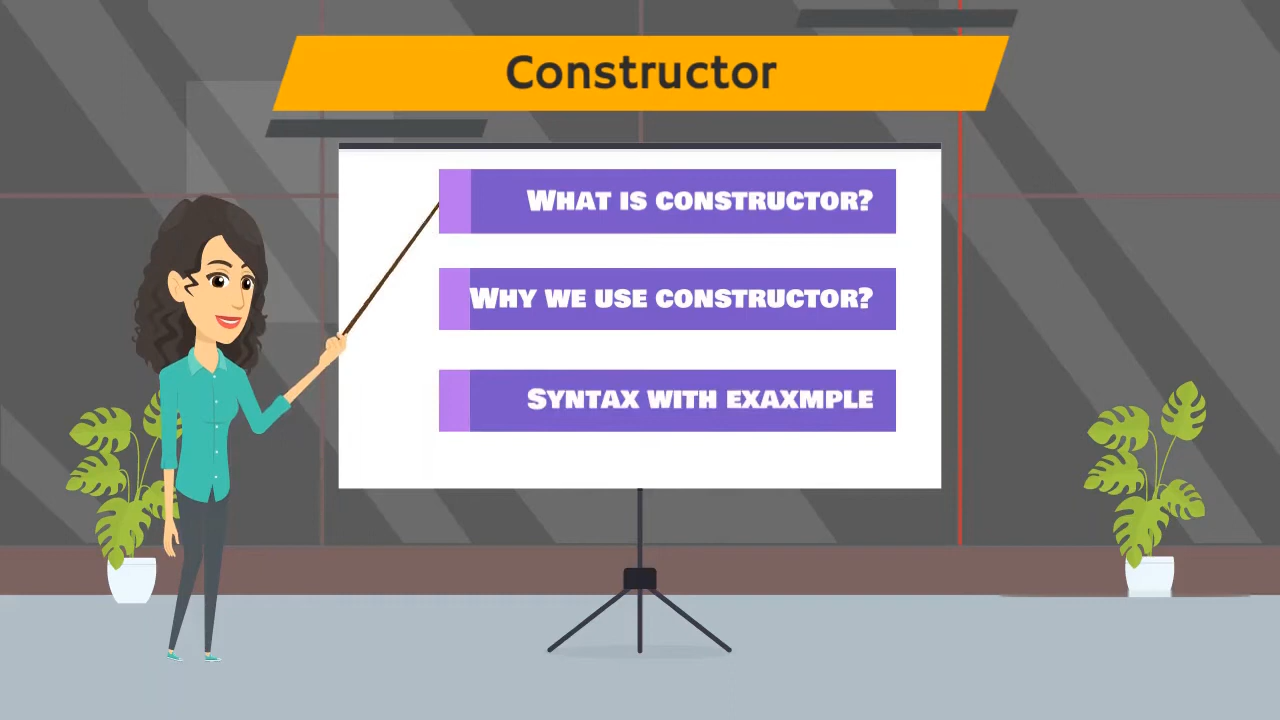 Constructor
What is constructor?
Why we use constructor?
Syntax with exaxmple